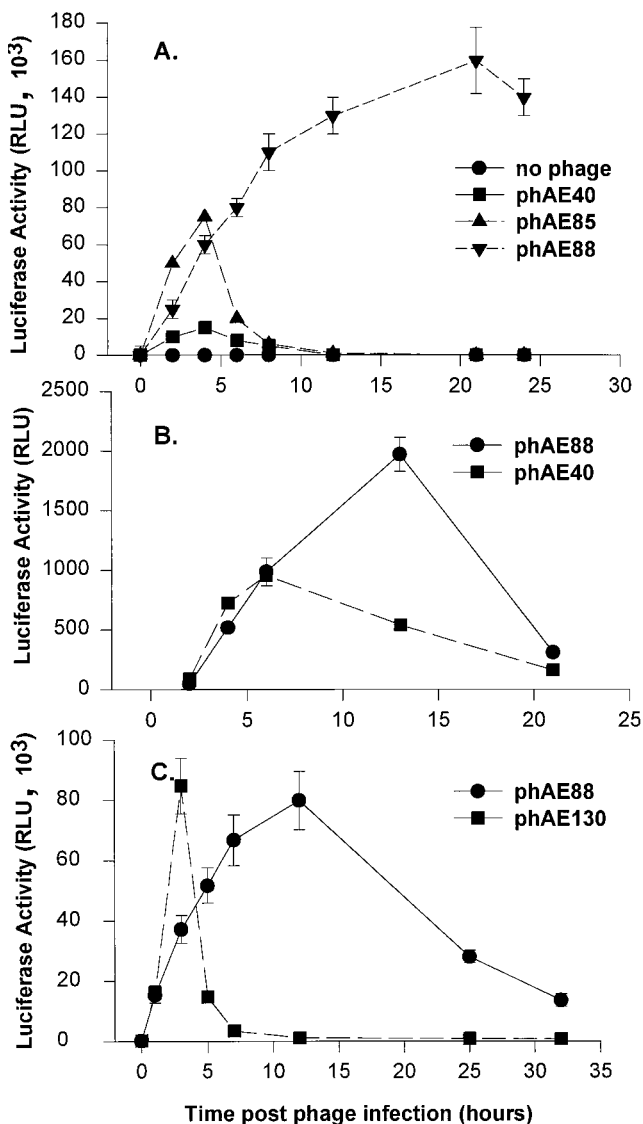 A.
Luciferase Activity (RLU, 10³)
180
160
140
120
100
80
60
40
20
0
no phage
phAE40
phAE85
phAE88
0 5 10 15 20 25 30
B.
Luciferase Activity (RLU)
2500
2000
1500
1000
500
0
phAE88
phAE40
0 5 10 15 20 25
C.
Luciferase Activity (RLU, 10³)
100
80
60
40
20
0
phAE88
phAE130
0 5 10 15 20 25 30 35
Time post phage infection (hours)